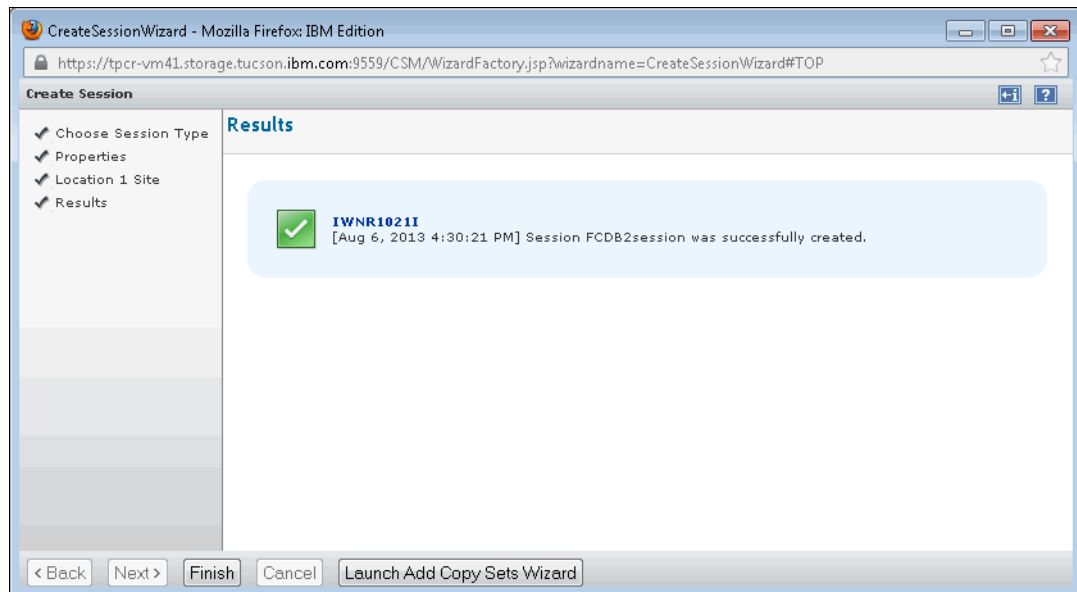 CreateSessionWizard - Mozilla Firefox: IBM Edition
https://tpcr-vm41.storage.tucson.ibm.com:9559/CSM/WizardFactory.jsp?wizardname=CreateSessionWizard#TOP
Create Session
Choose Session Type
Properties
Location 1 Site
Results
Results
IWNR1021I
[Aug 6, 2013 4:30:21 PM] Session FCDB2session was successfully created.
< Back Next > Finish Cancel Launch Add Copy Sets Wizard